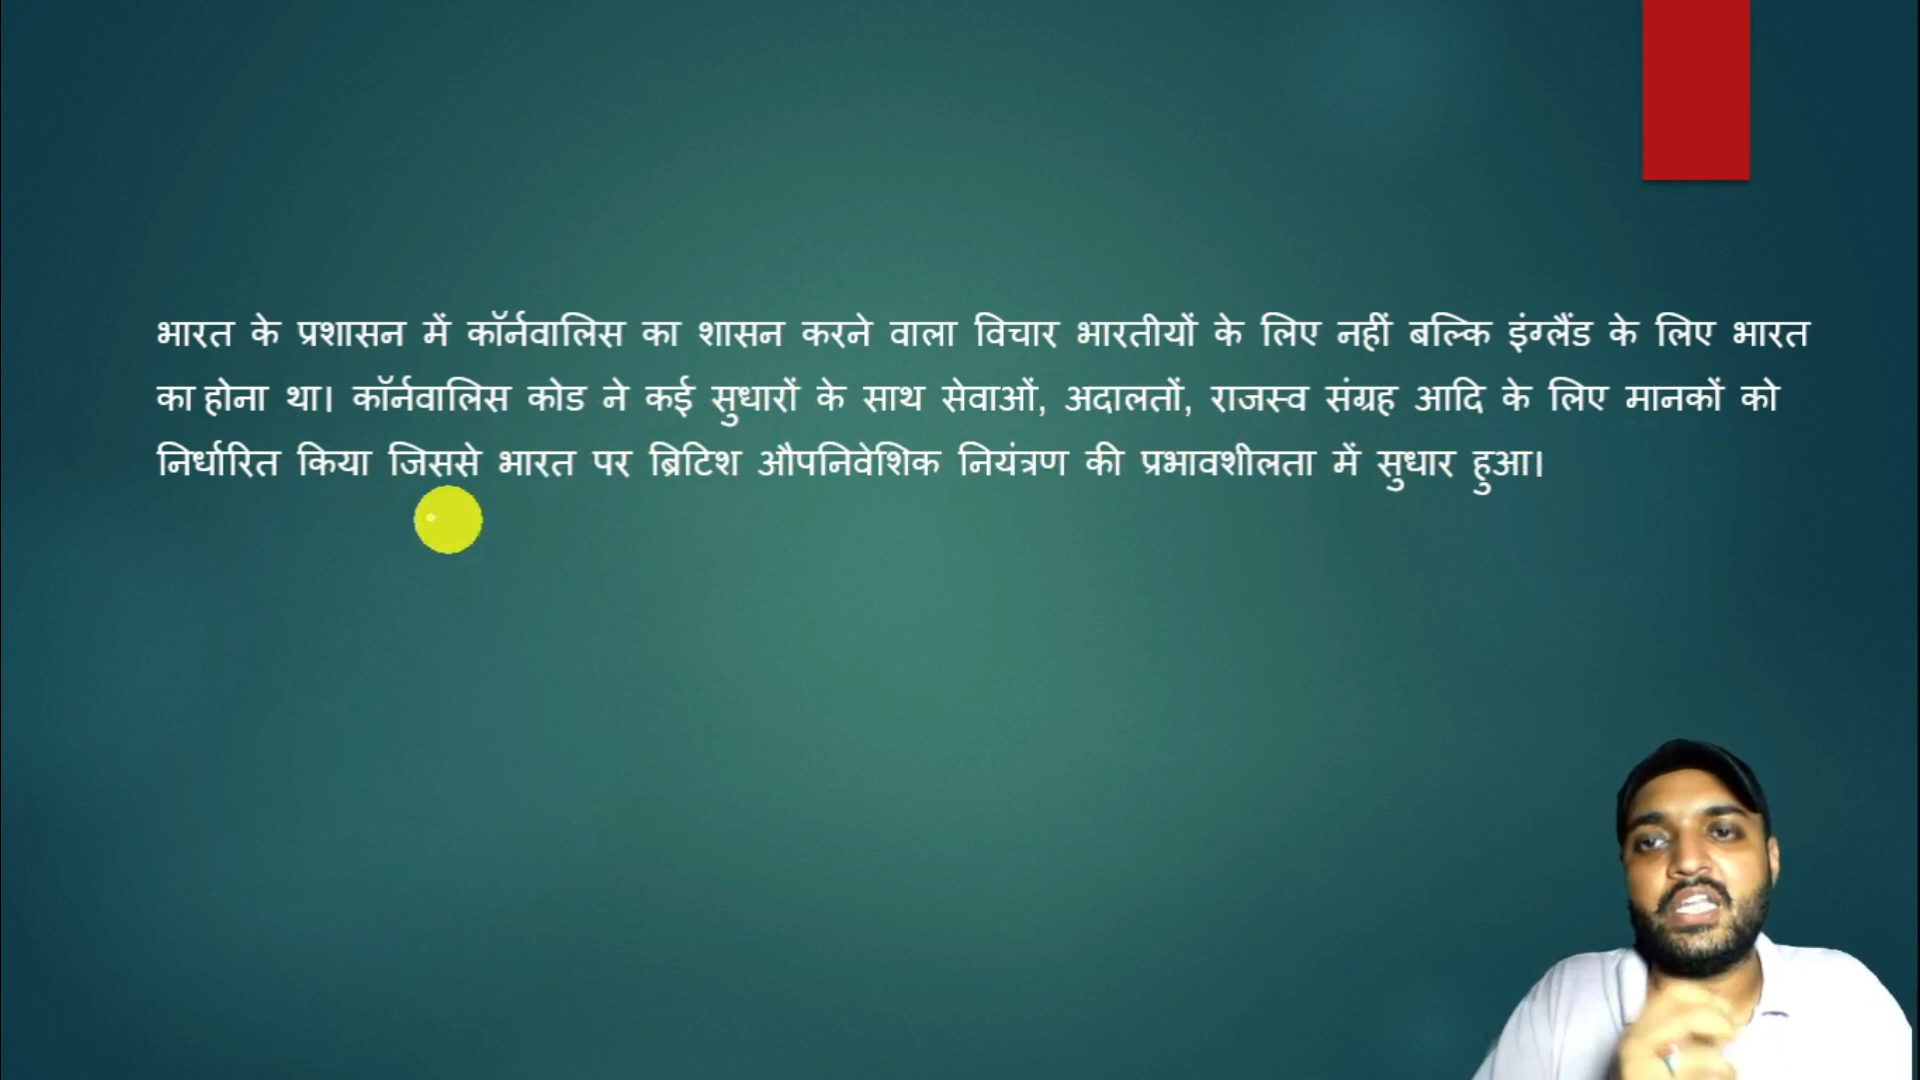 भारत के प्रशासन में कॉर्नवालिस का शासन करने वाला विचार भारतीयों के लिए नहीं बल्कि इंग्लैंड के लिए भारत
का होना था। कॉर्नवालिस कोड ने कई सुधारों के साथ सेवाओं, अदालतों, राजस्व संग्रह आदि के लिए मानकों को
निर्धारित किया जिससे भारत पर ब्रिटिश औपनिवेशिक नियंत्रण की प्रभावशीलता में सुधार हुआ।